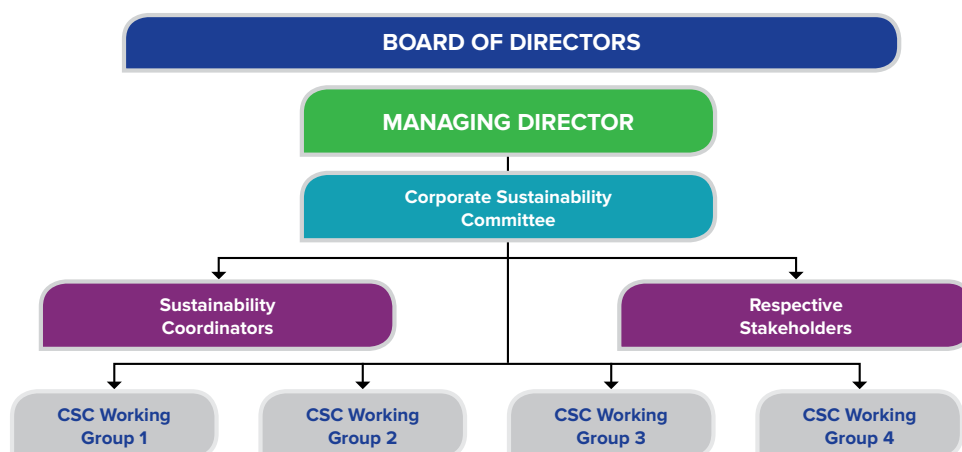 BOARD OF DIRECTORS
MANAGING DIRECTOR
Corporate Sustainability
Committee
Sustainability
Coordinators
Respective
Stakeholders
CSC Working
Group 1
CSC Working
Group 2
CSC Working
Group 3
CSC Working
Group 4